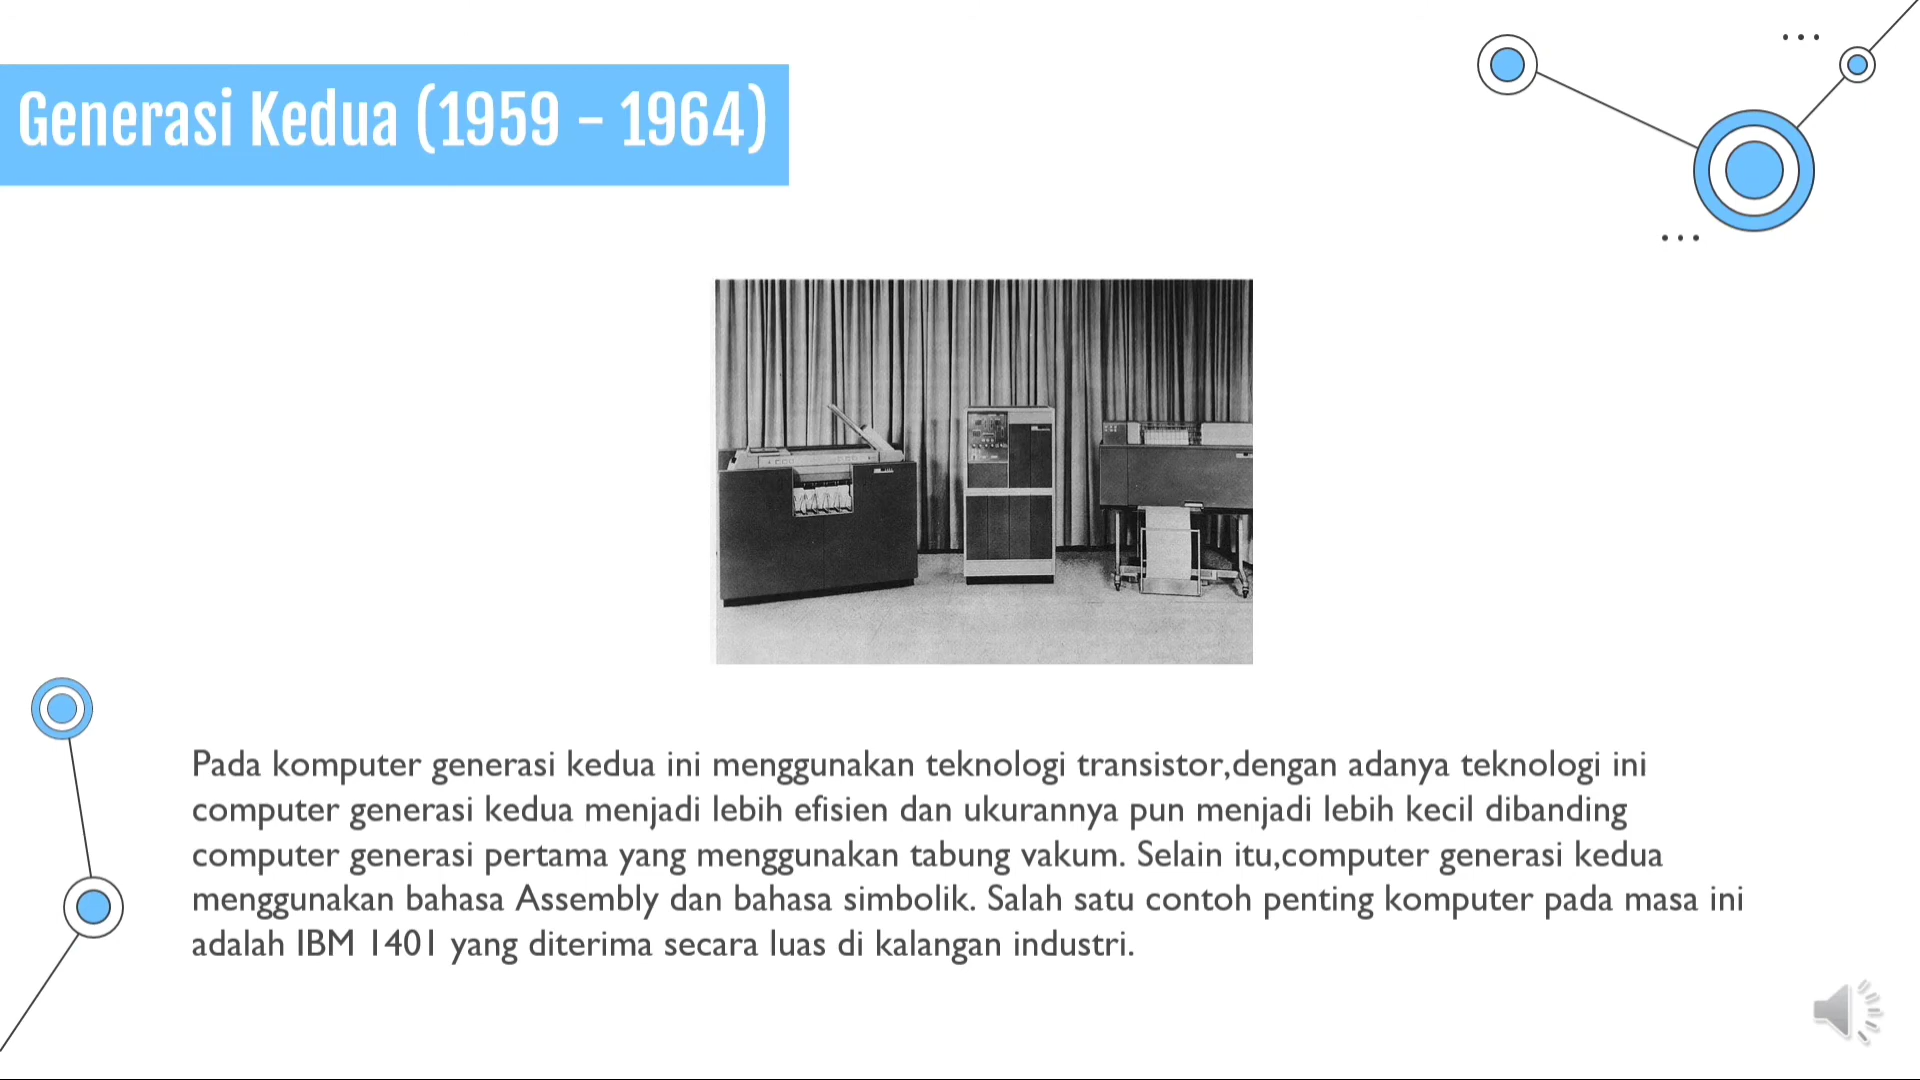 Generasi Kedua (1959 - 1964)
Pada komputer generasi kedua ini menggunakan teknologi transistor,dengan adanya teknologi ini
computer generasi kedua menjadi lebih efisien dan ukurannya pun menjadi lebih kecil dibanding
computer generasi pertama yang menggunakan tabung vakum. Selain itu,computer generasi kedua
menggunakan bahasa Assembly dan bahasa simbolik. Salah satu contoh penting komputer pada masa ini
adalah IBM 1401 yang diterima secara luas di kalangan industri.